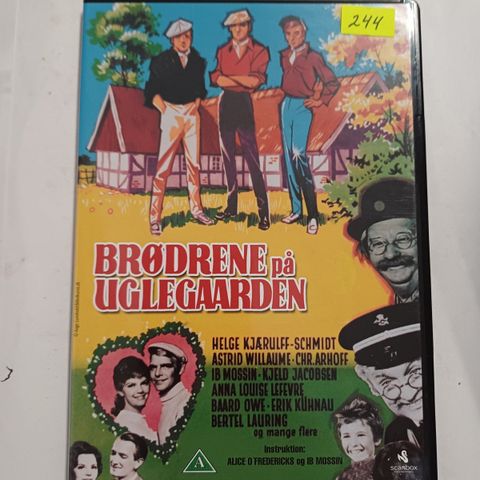 244
BRØDRENE på
UGLEGAARDEN
HELGE KJÆRULFF-SCHMIDT
ASTRID WILLAUME - CHR. ARHOFF
IB MOSSIN - KJELD JACOBSEN
ANNA LOUISE LEFEVRE
BAARD OWE - ERIK KÜHNAU
BERTEL LAURING
og mange flere
Instruktion:
ALICE O FREDERICKS og IB MOSSIN
A
scanbox